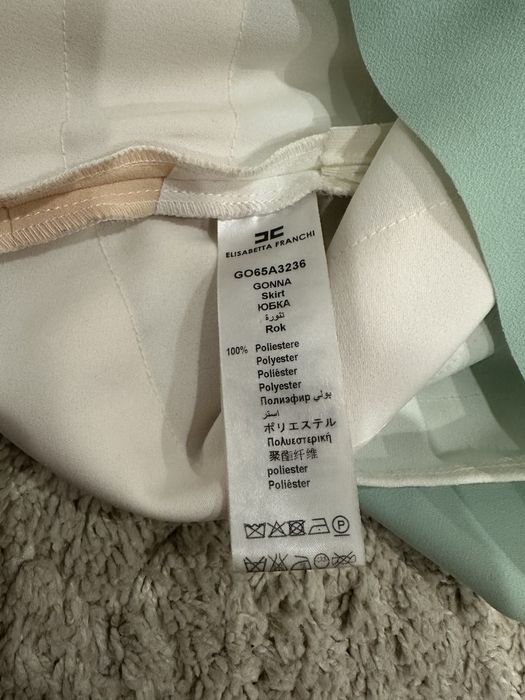 ELISABETTA FRANCHI
GO65A3236
GONNA
Skirt
ЮБКА
تنورة
Rok
100% Poliestere
Polyester
Poliéster
Polyester
Полиэфир بولي
استر
ポリエステル
Πολυεστερική
聚酯纤维
poliester
Poliéster
P